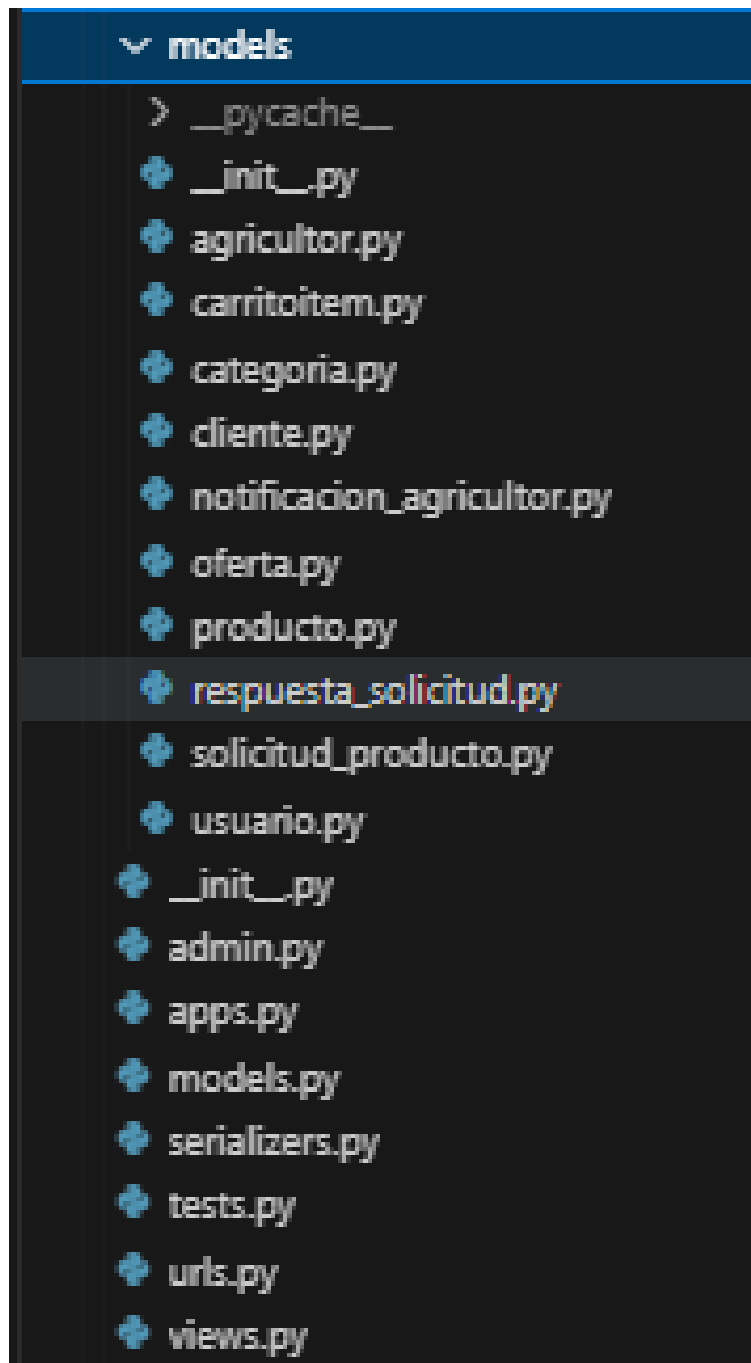 models
__pycache__
__init__.py
agricultor.py
carritoitem.py
categoria.py
cliente.py
notificacion_agricultor.py
oferta.py
producto.py
respuesta_solicitud.py
solicitud_producto.py
usuario.py
__init__.py
admin.py
apps.py
models.py
serializers.py
tests.py
urls.py
views.py